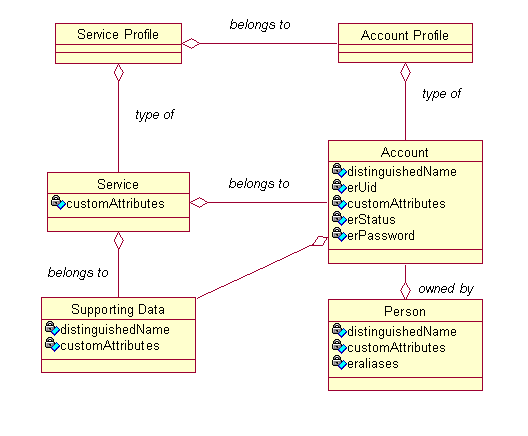 belongs to
Service Profile
Account Profile
type of
type of
Account
distinguishedName
erUid
customAttributes
erStatus
erPassword
Service
customAttributes
belongs to
belongs to
owned by
Supporting Data
distinguishedName
customAttributes
Person
distinguishedName
customAttributes
eraliases